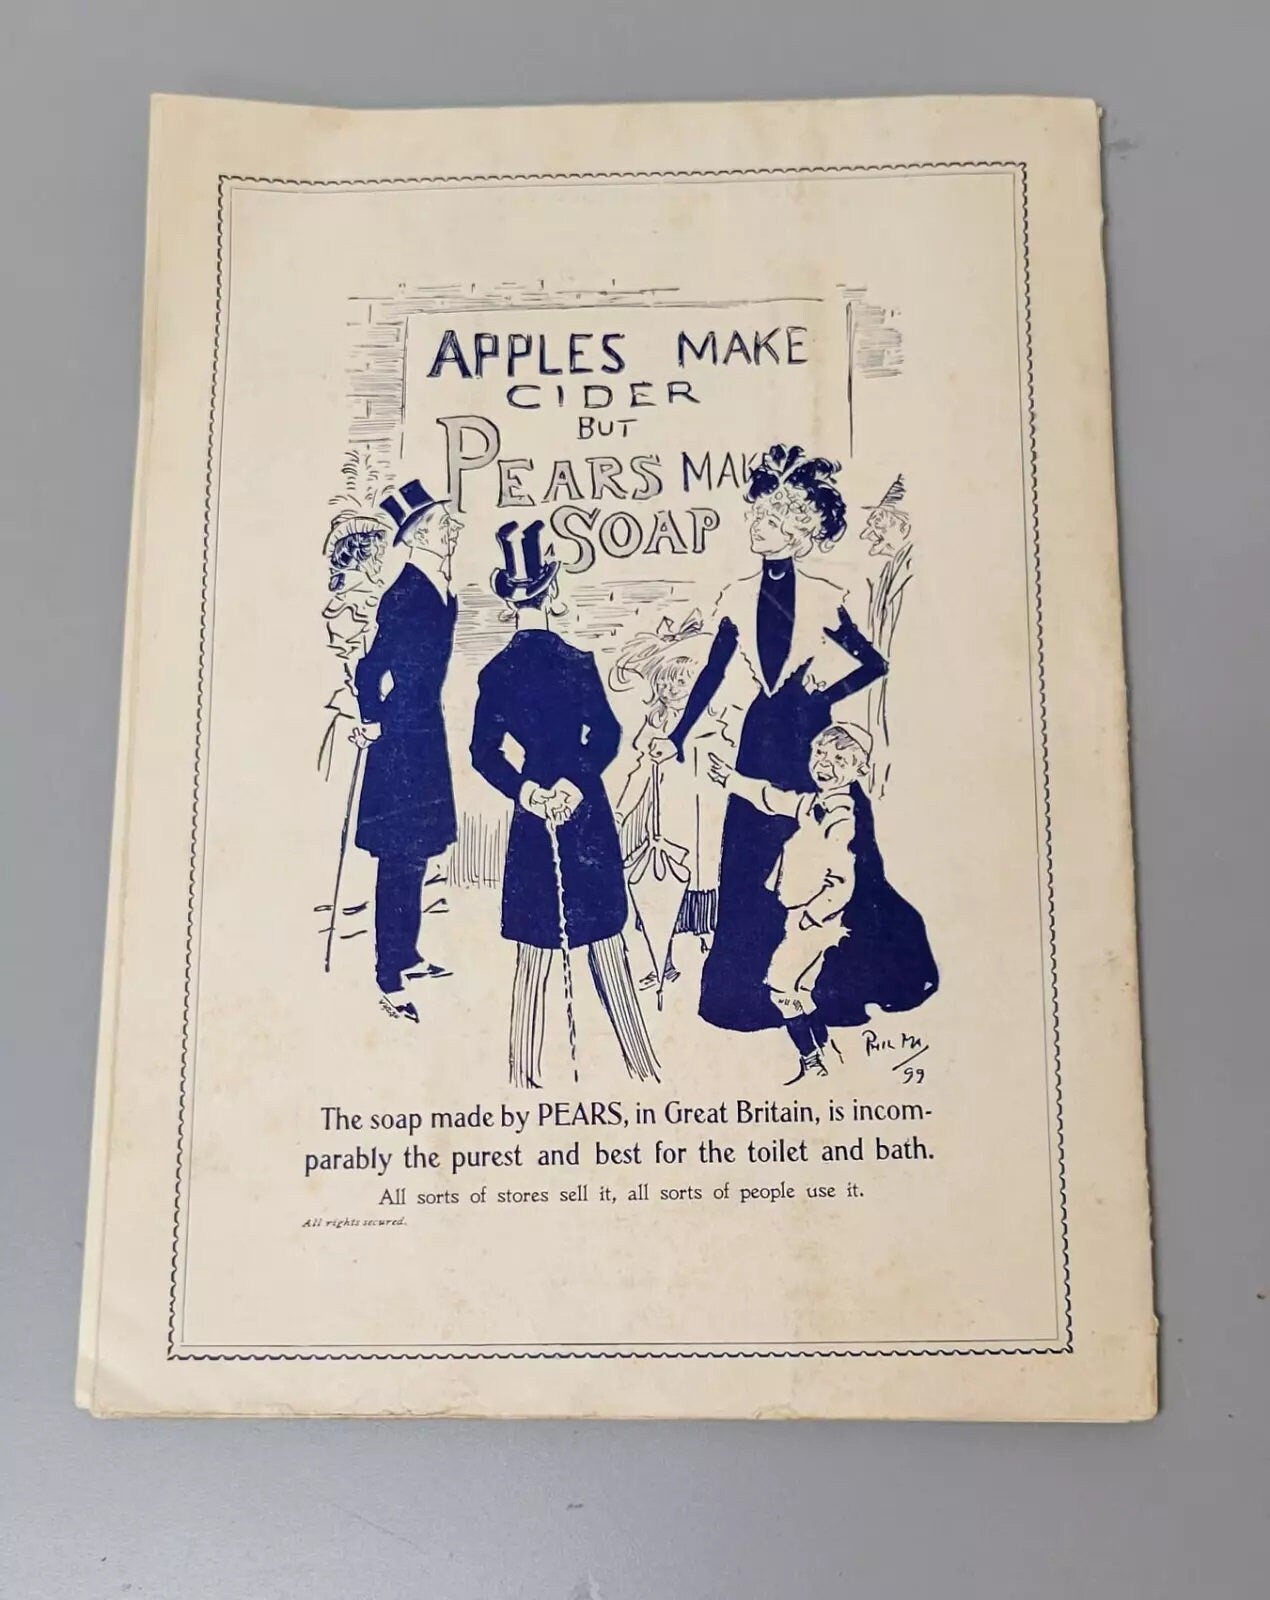 APPLES MAKE
CIDER
BUT
PEARS MAK
SOAP
Phil May
99
The soap made by PEARS, in Great Britain, is incom-
parably the purest and best for the toilet and bath.
All sorts of stores sell it, all sorts of people use it.
All rights secured.